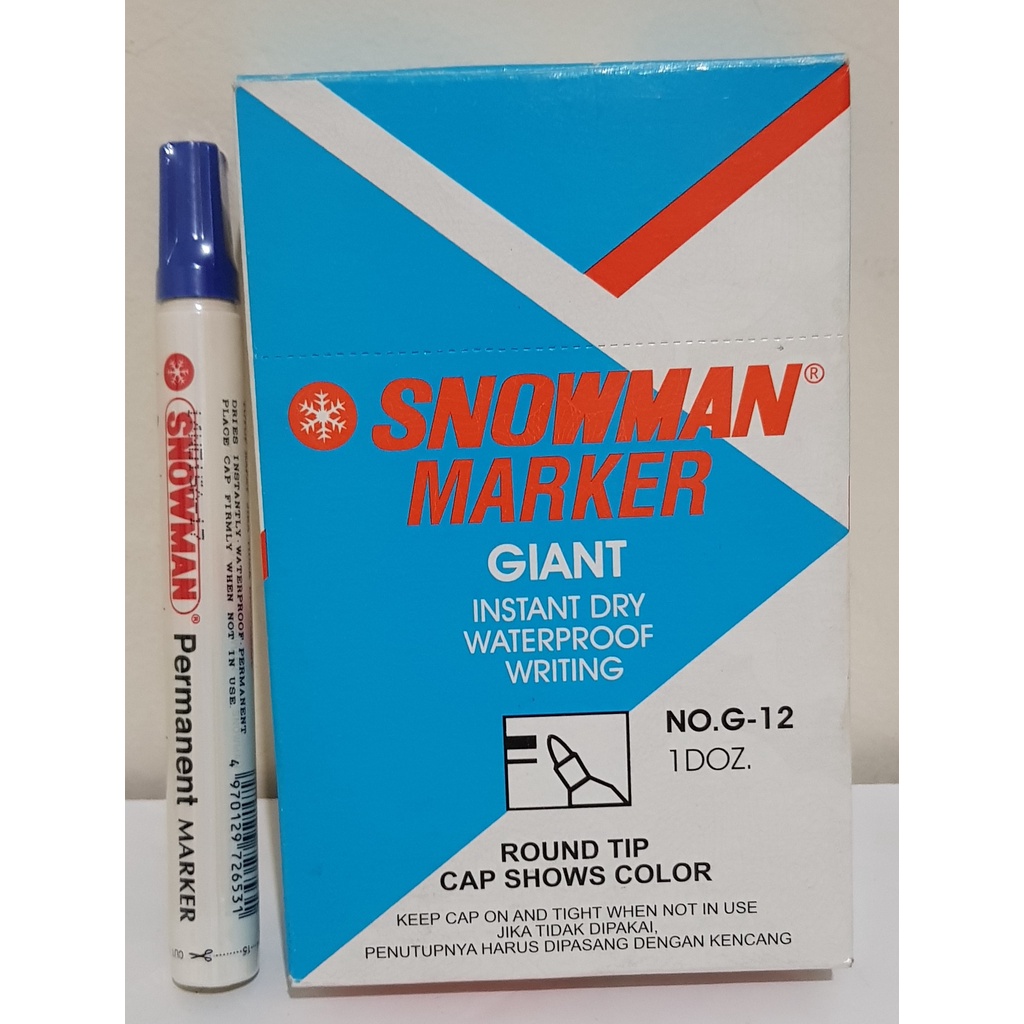 SNOWMAN®
MARKER
GIANT
INSTANT DRY
WATERPROOF
WRITING
NO.G-12
1DOZ.
ROUND TIP
CAP SHOWS COLOR
KEEP CAP ON AND TIGHT WHEN NOT IN USE
JIKA TIDAK DIPAKAI,
PENUTUPNYA HARUS DIPASANG DENGAN KENCANG
SNOWMAN® Permanent MARKER
DRIES INSTANTLY·WATERPROOF·PERMANENT
PLACE CAP FIRMLY WHEN NOT IN USE.
4 970129 726531
15